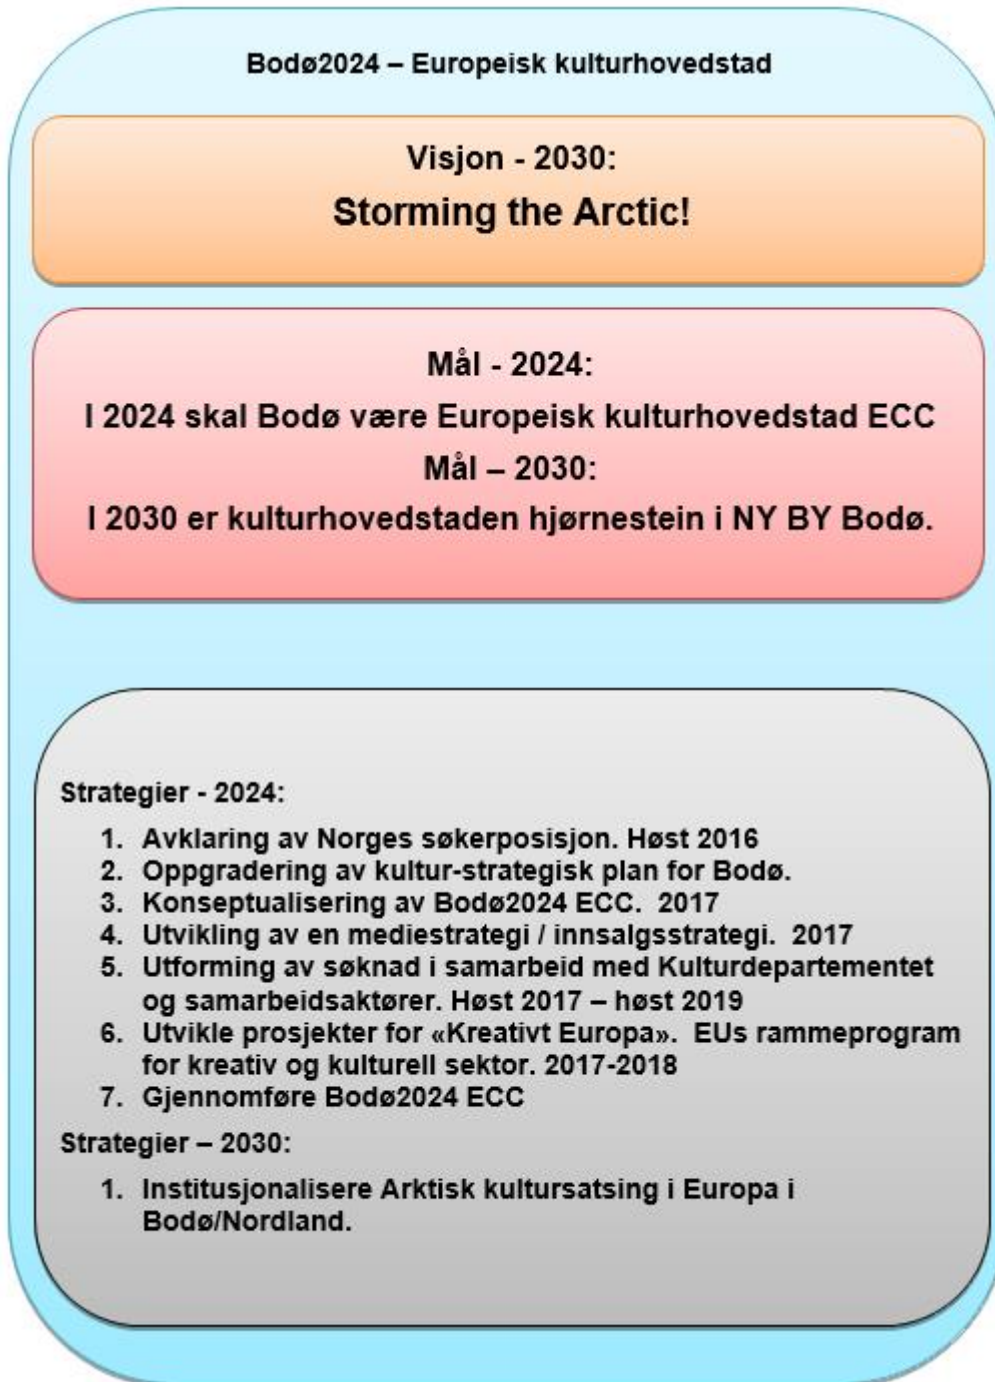 Bodø2024 – Europeisk kulturhovedstad
Visjon - 2030:
Storming the Arctic!
Mål - 2024:
I 2024 skal Bodø være Europeisk kulturhovedstad ECC
Mål – 2030:
I 2030 er kulturhovedstaden hjørnestein i NY BY Bodø.
Strategier - 2024:
1. Avklaring av Norges søkerposisjon. Høst 2016
2. Oppgradering av kultur-strategisk plan for Bodø.
3. Konseptualisering av Bodø2024 ECC. 2017
4. Utvikling av en mediestrategi / innsalgsstrategi. 2017
5. Utforming av søknad i samarbeid med Kulturdepartementet
og samarbeidsaktører. Høst 2017 – høst 2019
6. Utvikle prosjekter for «Kreativt Europa». EUs rammeprogram
for kreativ og kulturell sektor. 2017-2018
7. Gjennomføre Bodø2024 ECC
Strategier – 2030:
1. Institusjonalisere Arktisk kultursatsing i Europa i
Bodø/Nordland.